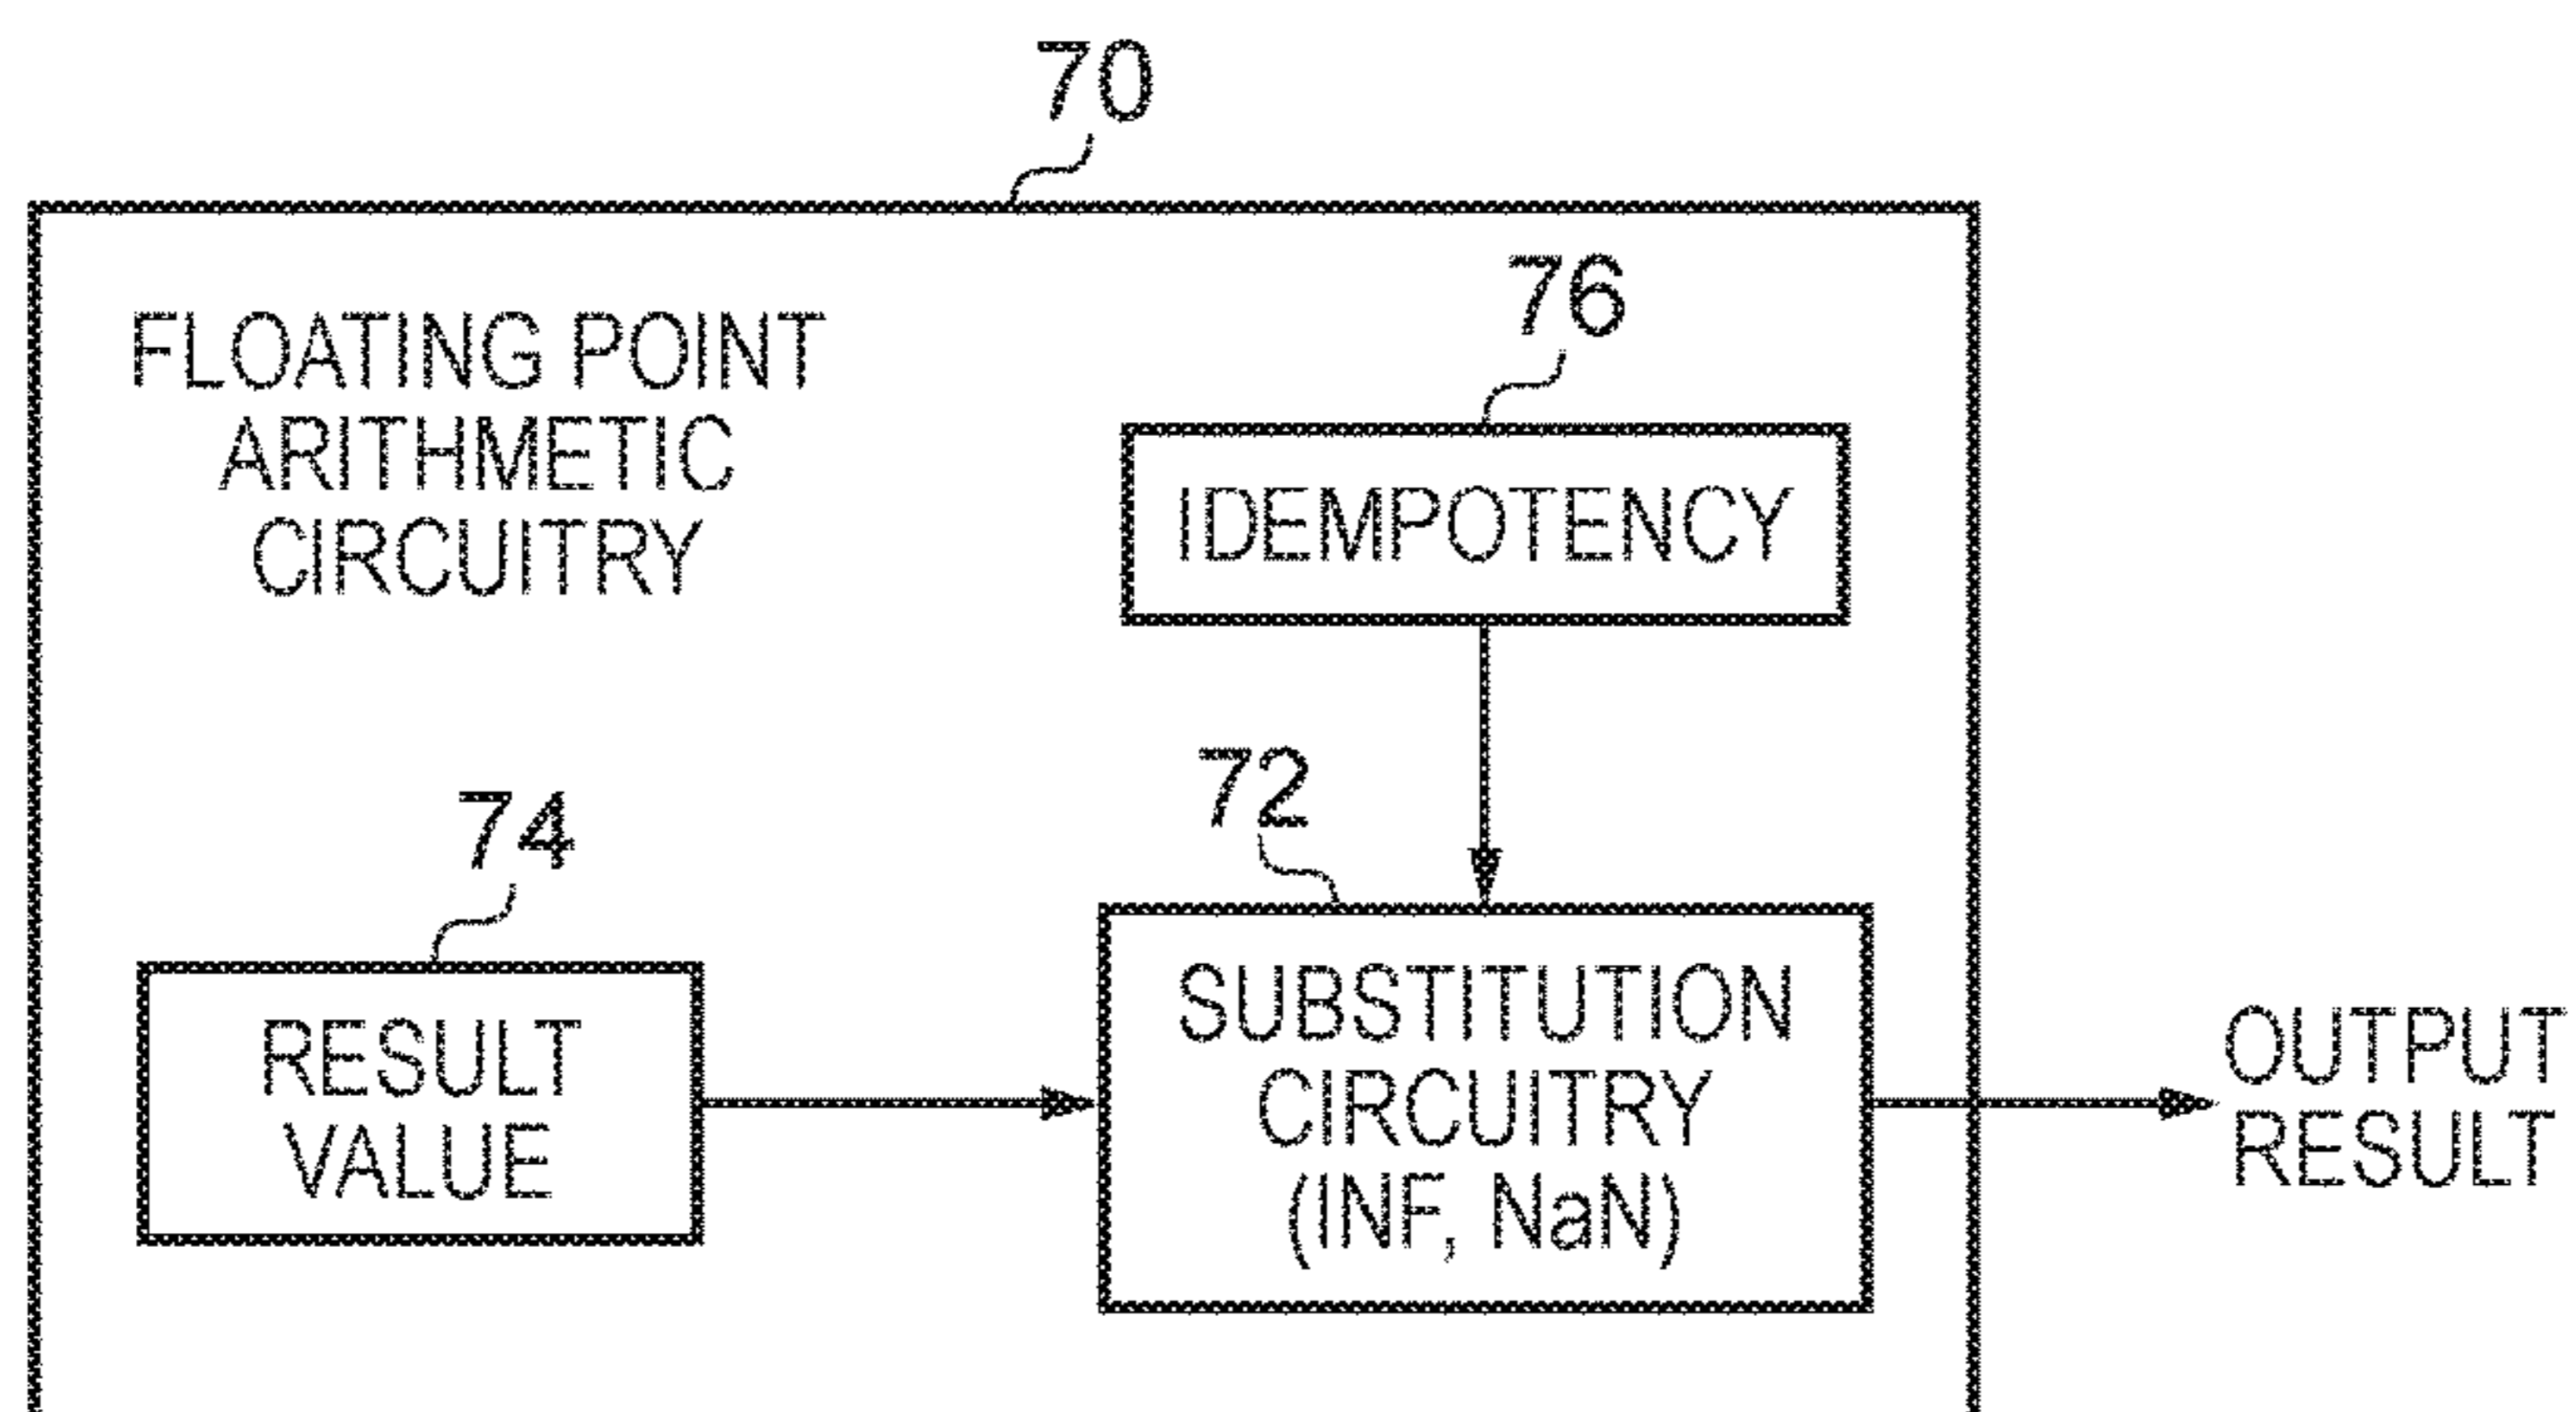 70
FLOATING POINT
ARITHMETIC
CIRCUITRY
76
IDEMPOTENCY
74
RESULT
VALUE
72
SUBSTITUTION
CIRCUITRY
(INF, NaN)
OUTPUT
RESULT